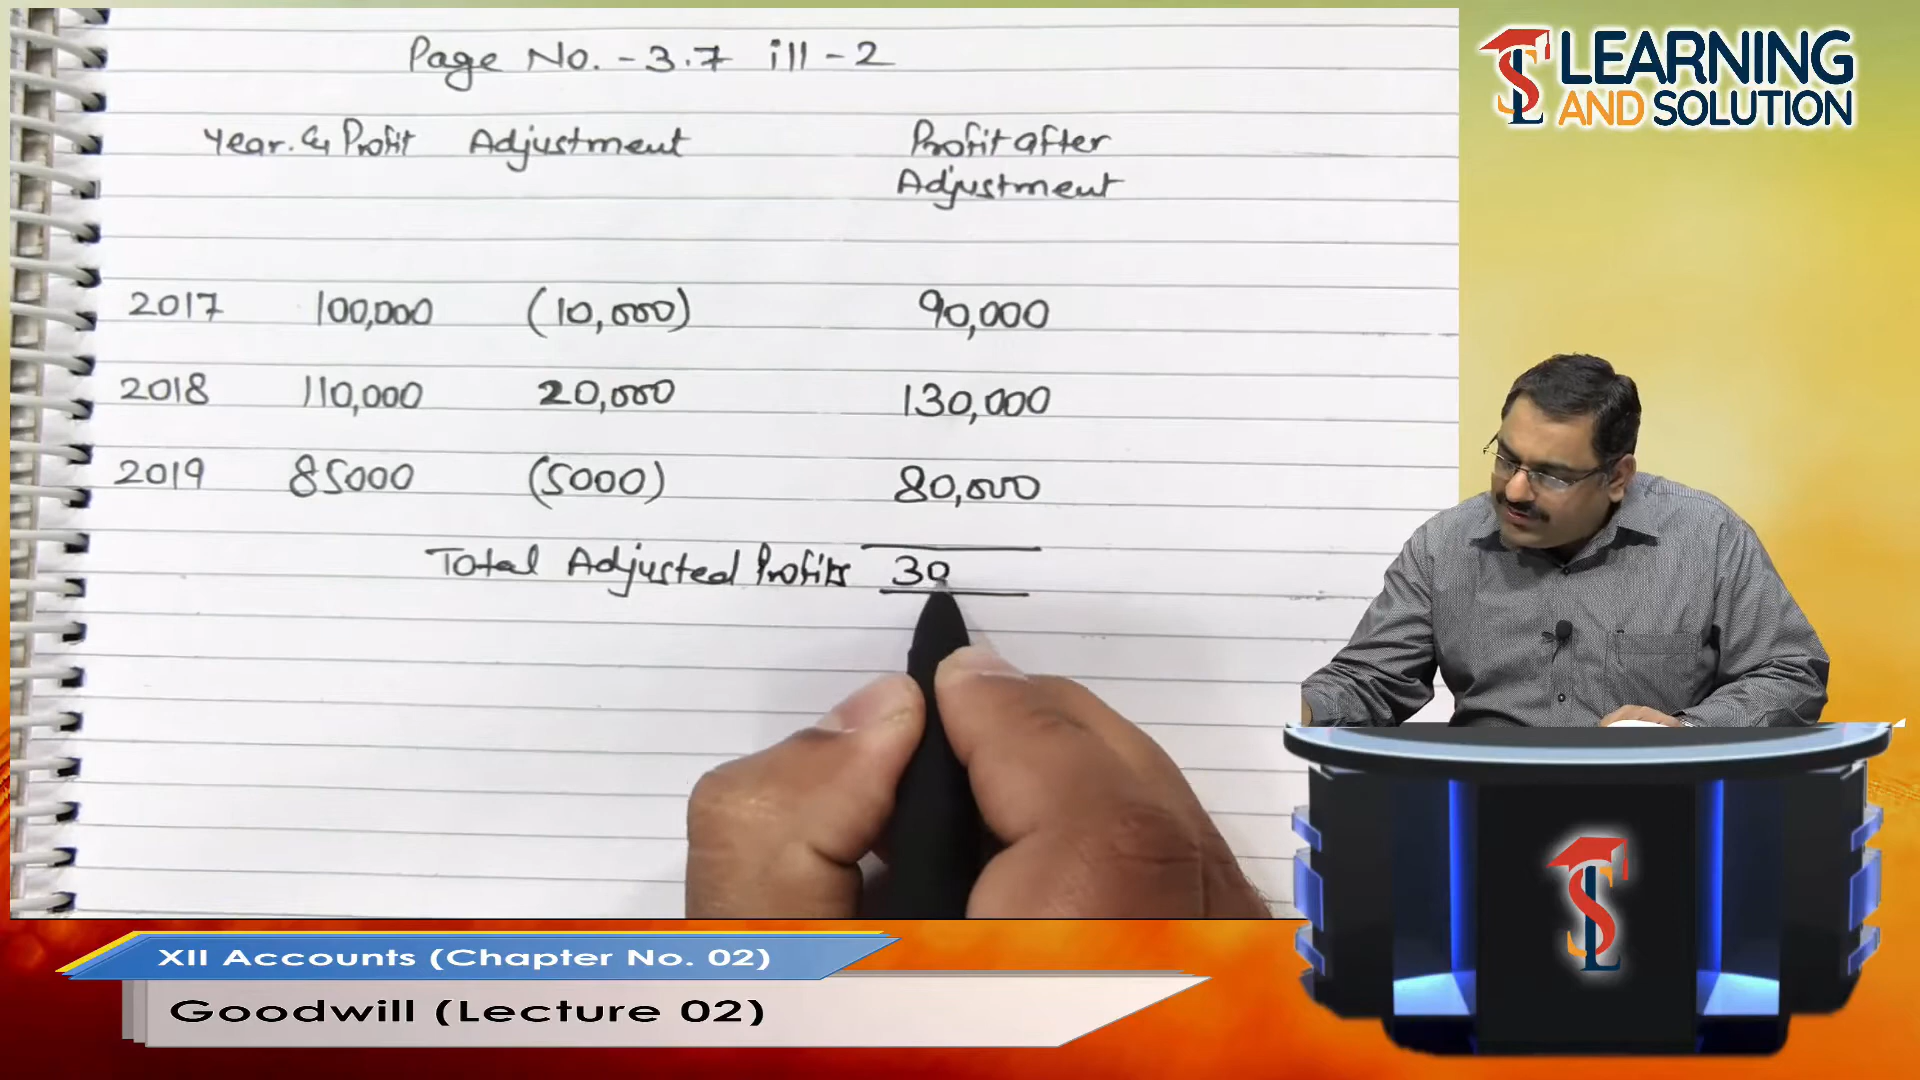 Page No. - 3.7 ill - 2
Year. & Profit Adjustment Profit after
Adjustment
2017 100,000 (10,000) 90,000
2018 110,000 20,000 130,000
2019 85000 (5000) 80,000
Total Adjusted Profits 30
LEARNING
AND SOLUTION
XII Accounts (Chapter No. 02)
Goodwill (Lecture 02)